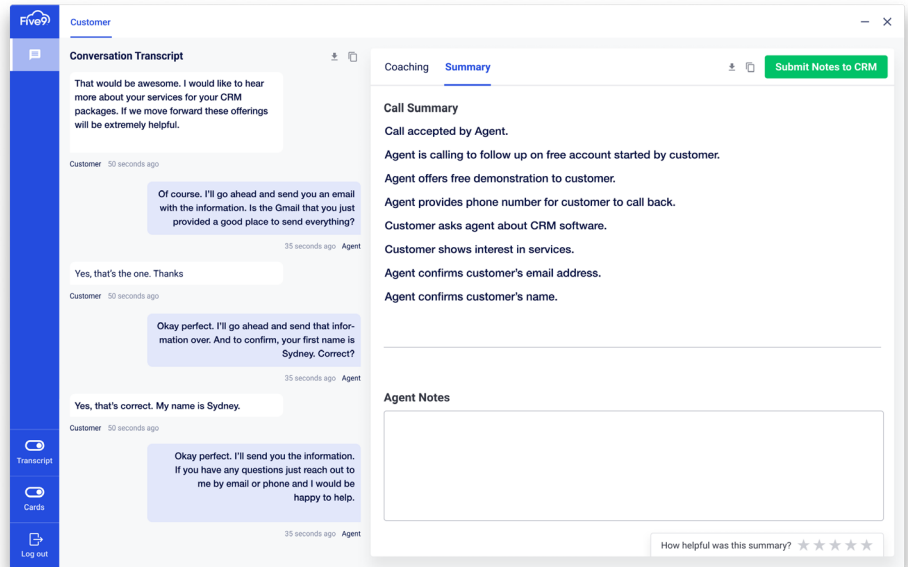 Five9
Customer
Conversation Transcript
That would be awesome. I would like to hear
more about your services for your CRM
packages. If we move forward these offerings
will be extremely helpful.
Customer 50 seconds ago
Of course. I'll go ahead and send you an email
with the information. Is the Gmail that you just
provided a good place to send everything?
35 seconds ago Agent
Yes, that's the one. Thanks
Customer 50 seconds ago
Okay perfect. I'll go ahead and send that infor-
mation over. And to confirm, your first name is
Sydney. Correct?
35 seconds ago Agent
Yes, that's correct. My name is Sydney.
Customer 50 seconds ago
Okay perfect. I'll send you the information.
If you have any questions just reach out to
me by email or phone and I would be
happy to help.
35 seconds ago Agent
Transcript
Cards
Log out
Coaching Summary
Submit Notes to CRM
Call Summary
Call accepted by Agent.
Agent is calling to follow up on free account started by customer.
Agent offers free demonstration to customer.
Agent provides phone number for customer to call back.
Customer asks agent about CRM software.
Customer shows interest in services.
Agent confirms customer's email address.
Agent confirms customer's name.
Agent Notes
How helpful was this summary?